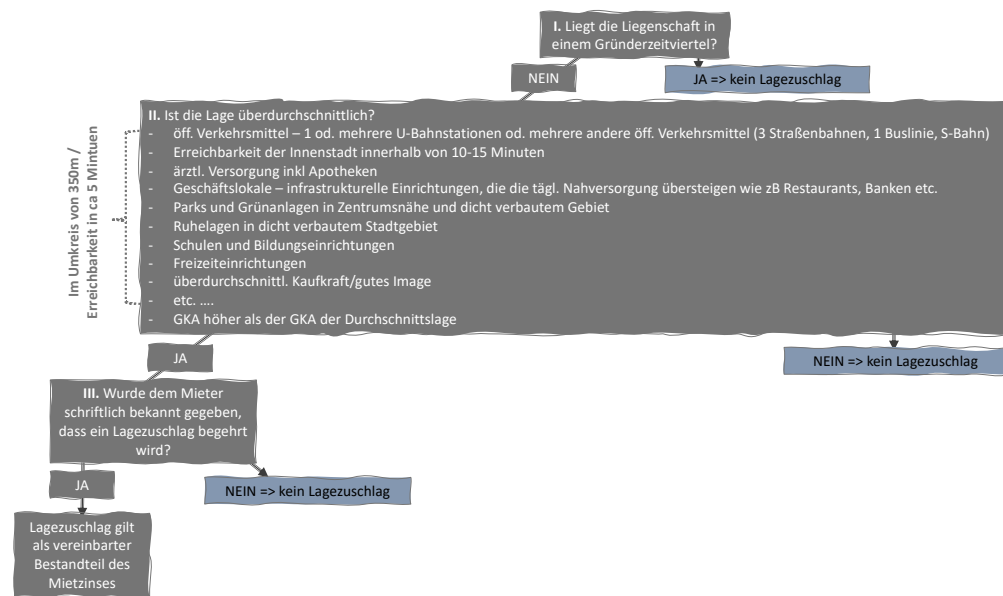 I. Liegt die Liegenschaft in
einem Gründerzeitviertel?
NEIN
JA => kein Lagezuschlag
II. Ist die Lage überdurchschnittlich?
- öff. Verkehrsmittel – 1 od. mehrere U-Bahnstationen od. mehrere andere öff. Verkehrsmittel (3 Straßenbahnen, 1 Buslinie, S-Bahn)
- Erreichbarkeit der Innenstadt innerhalb von 10-15 Minuten
- ärztl. Versorgung inkl Apotheken
- Geschäftslokale – infrastrukturelle Einrichtungen, die die tägl. Nahversorgung übersteigen wie zB Restaurants, Banken etc.
- Parks und Grünanlagen in Zentrumsnähe und dicht verbautem Gebiet
- Ruhelagen in dicht verbautem Stadtgebiet
- Schulen und Bildungseinrichtungen
- Freizeiteinrichtungen
- überdurchschnittl. Kaufkraft/gutes Image
- etc. ....
- GKA höher als der GKA der Durchschnittslage
Im Umkreis von 350m /
Erreichbarkeit in ca 5 Mintuen
JA
NEIN => kein Lagezuschlag
III. Wurde dem Mieter
schriftlich bekannt gegeben,
dass ein Lagezuschlag begehrt
wird?
JA
NEIN => kein Lagezuschlag
Lagezuschlag gilt
als vereinbarter
Bestandteil des
Mietzinses